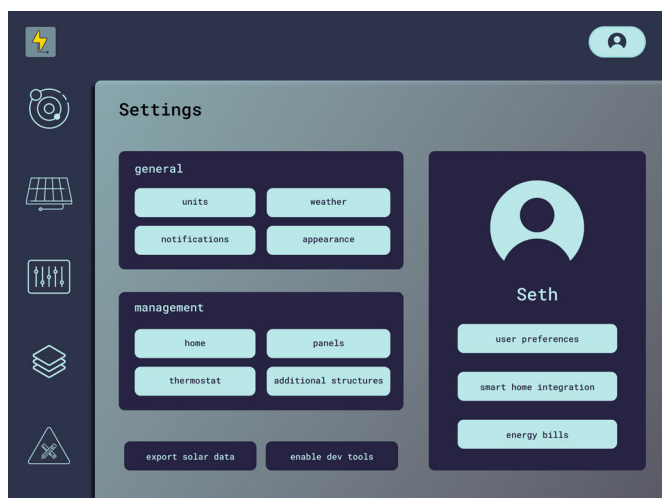 Settings
general
units
weather
notifications
appearance
management
home
panels
thermostat
additional structures
export solar data
enable dev tools
Seth
user preferences
smart home integration
energy bills